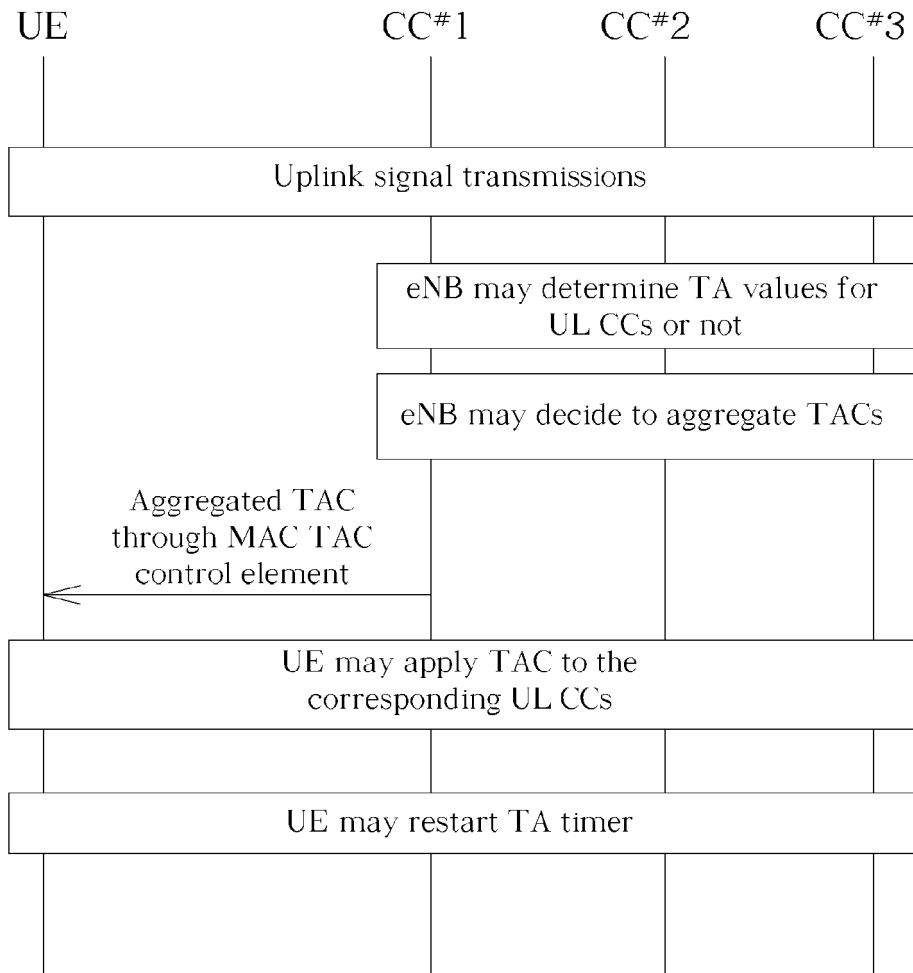 UE CC#1 CC#2 CC#3
Uplink signal transmissions
eNB may determine TA values for
UL CCs or not
eNB may decide to aggregate TACs
Aggregated TAC
through MAC TAC
control element
UE may apply TAC to the
corresponding UL CCs
UE may restart TA timer